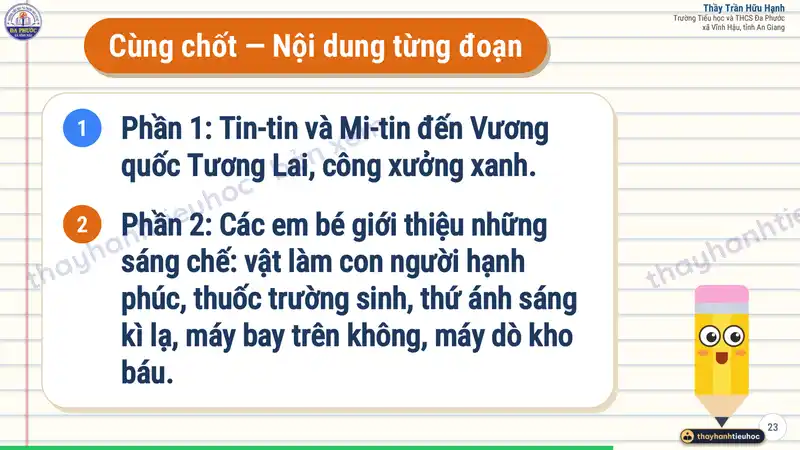 Thầy Trần Hữu Hạnh
Trường Tiểu học và THCS Đa Phước
xã Vĩnh Hậu, tỉnh An Giang
ĐA PHƯỚC
Cùng chốt — Nội dung từng đoạn
1
Phần 1: Tin-tin và Mi-tin đến Vương
quốc Tương Lai, công xưởng xanh.
2
Phần 2: Các em bé giới thiệu những
sáng chế: vật làm con người hạnh
phúc, thuốc trường sinh, thứ ánh sáng
kì lạ, máy bay trên không, máy dò kho
báu.
thayhanhtieuhoc
23